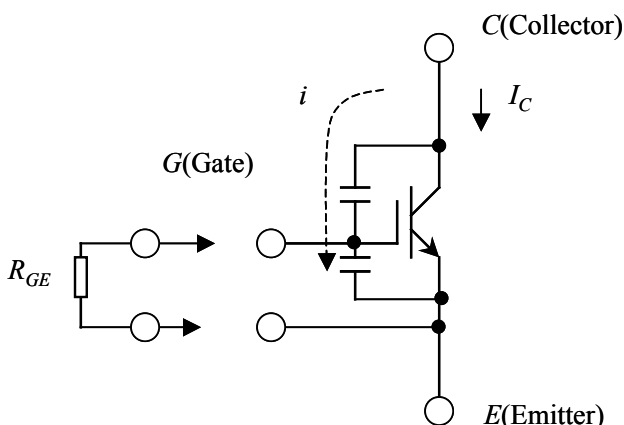 C(Collector)
i
I_C
G(Gate)
R_GE
E(Emitter)